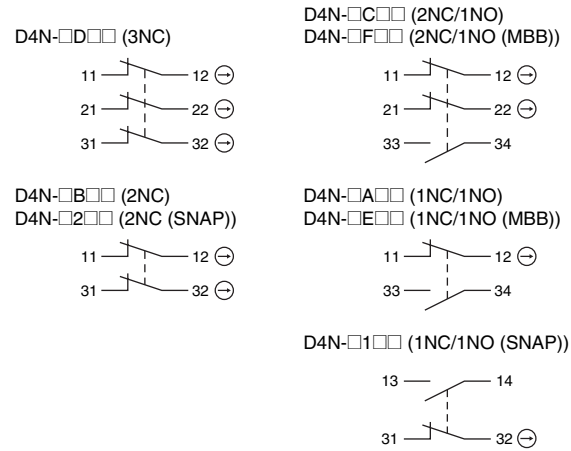 D4N-□D□□ (3NC)
11 12
21 22
31 32
D4N-□C□□ (2NC/1NO)
D4N-□F□□ (2NC/1NO (MBB))
11 12
21 22
33 34
D4N-□B□□ (2NC)
D4N-□2□□ (2NC (SNAP))
11 12
31 32
D4N-□A□□ (1NC/1NO)
D4N-□E□□ (1NC/1NO (MBB))
11 12
33 34
D4N-□1□□ (1NC/1NO (SNAP))
13 14
31 32